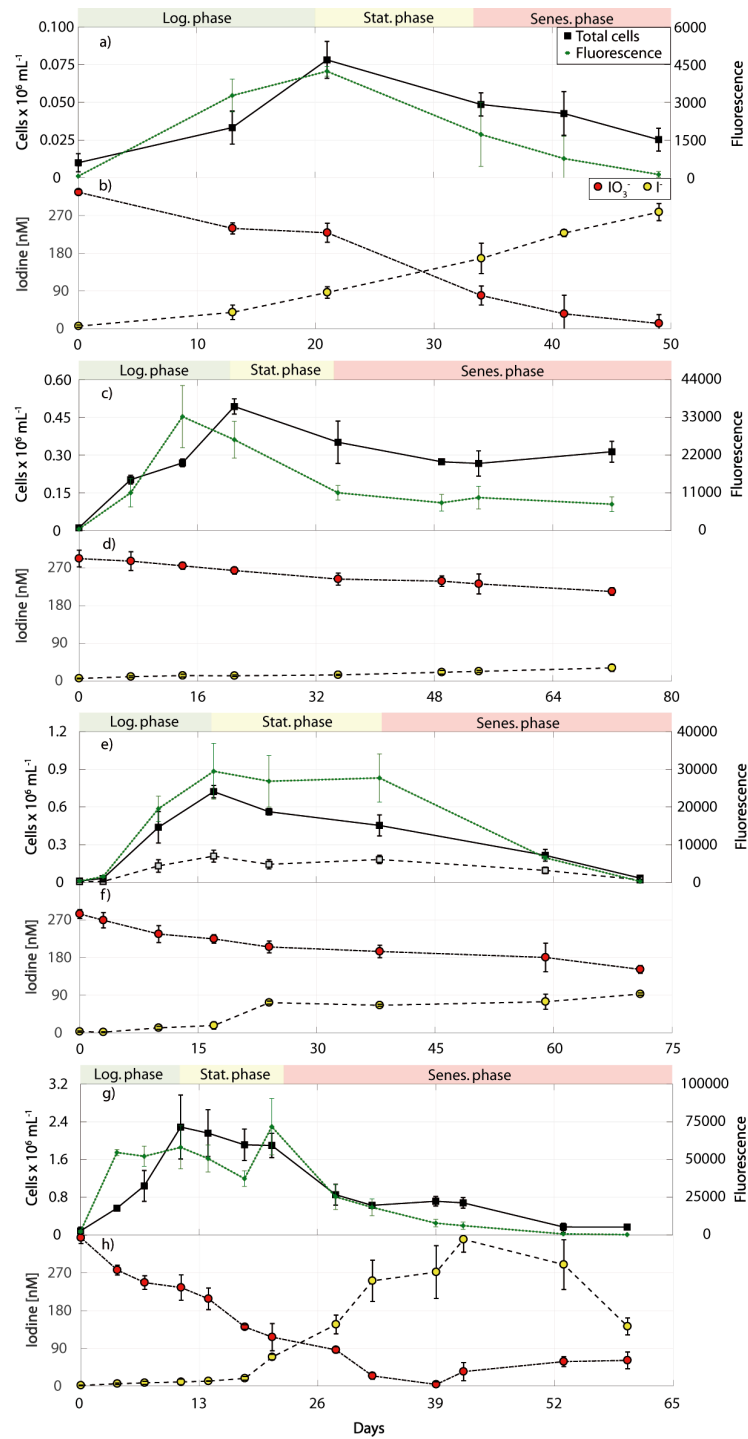 Log. phase Stat. phase Senes. phase
a)
Total cells
Fluorescence
0.100
0.075
0.050
0.025
0
6000
4500
3000
1500
0
Cells x 10⁶ mL⁻¹
Fluorescence
b)
IO₃⁻ I⁻
270
180
90
0
Iodine [nM]
0 10 20 30 40 50
Log. phase Stat. phase Senes. phase
c)
0.60
0.45
0.30
0.15
0
44000
33000
22000
11000
0
Cells x 10⁶ mL⁻¹
Fluorescence
d)
270
180
90
0
Iodine [nM]
0 16 32 48 64 80
Log. phase Stat. phase Senes. phase
e)
1.2
0.9
0.6
0.3
0
40000
30000
20000
10000
0
Cells x 10⁶ mL⁻¹
Fluorescence
f)
270
180
90
0
Iodine [nM]
0 15 30 45 60 75
Log. phase Stat. phase Senes. phase
g)
3.2
2.4
1.6
0.8
0
100000
75000
50000
25000
0
Cells x 10⁶ mL⁻¹
Fluorescence
h)
270
180
90
0
Iodine [nM]
0 13 26 39 52 65
Days